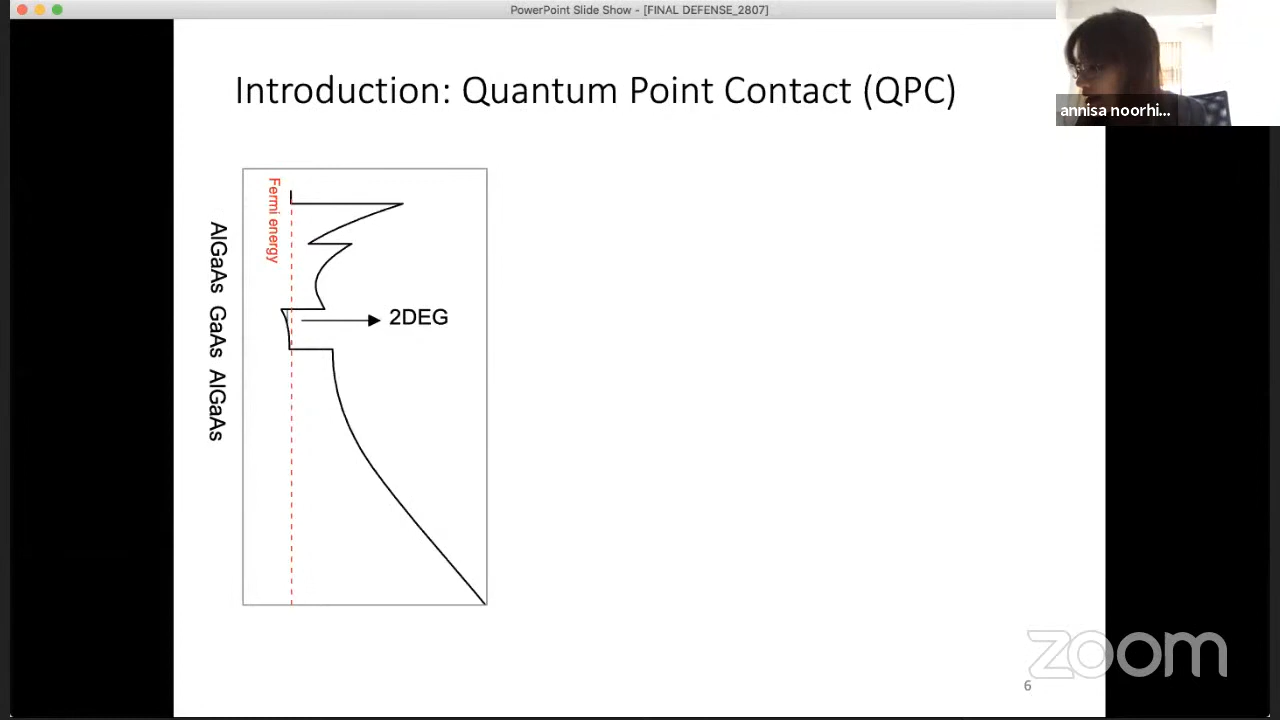 PowerPoint Slide Show - [FINAL DEFENSE_2807]
annisa noorhi...
Introduction: Quantum Point Contact (QPC)
Fermi energy
AlGaAs GaAs AlGaAs
2DEG
zoom
6